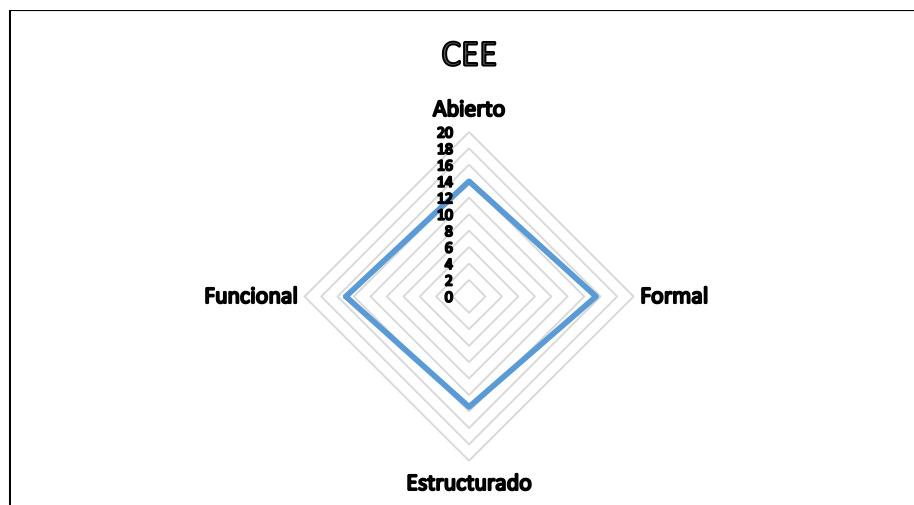 CEE
Abierto
20
18
16
14
12
10
8
6
4
2
0
Funcional
Formal
Estructurado